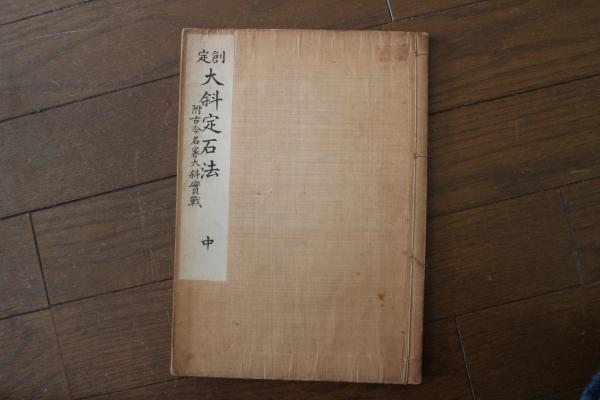 創定
大斜定石法
附古今名家大斜實戰
中